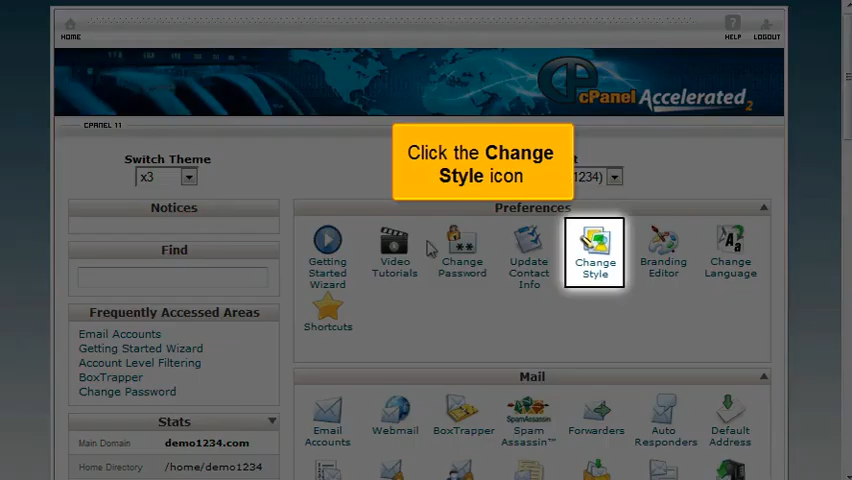 HOME
HELP
LOGOUT
cPanel Accelerated2
CPANEL 11
Click the Change
Style icon
Switch Theme
x3
1234)
Notices
Find
Frequently Accessed Areas
Email Accounts
Getting Started Wizard
Account Level Filtering
BoxTrapper
Change Password
Stats
Main Domain demo1234.com
Home Directory /home/demo1234
Preferences
Getting
Started
Wizard
Video
Tutorials
Change
Password
Update
Contact
Info
Change
Style
Branding
Editor
Change
Language
Shortcuts
Mail
Email
Accounts
Webmail
BoxTrapper
SpamAssassin
Spam
Assassin™
Forwarders
Auto
Responders
Default
Address